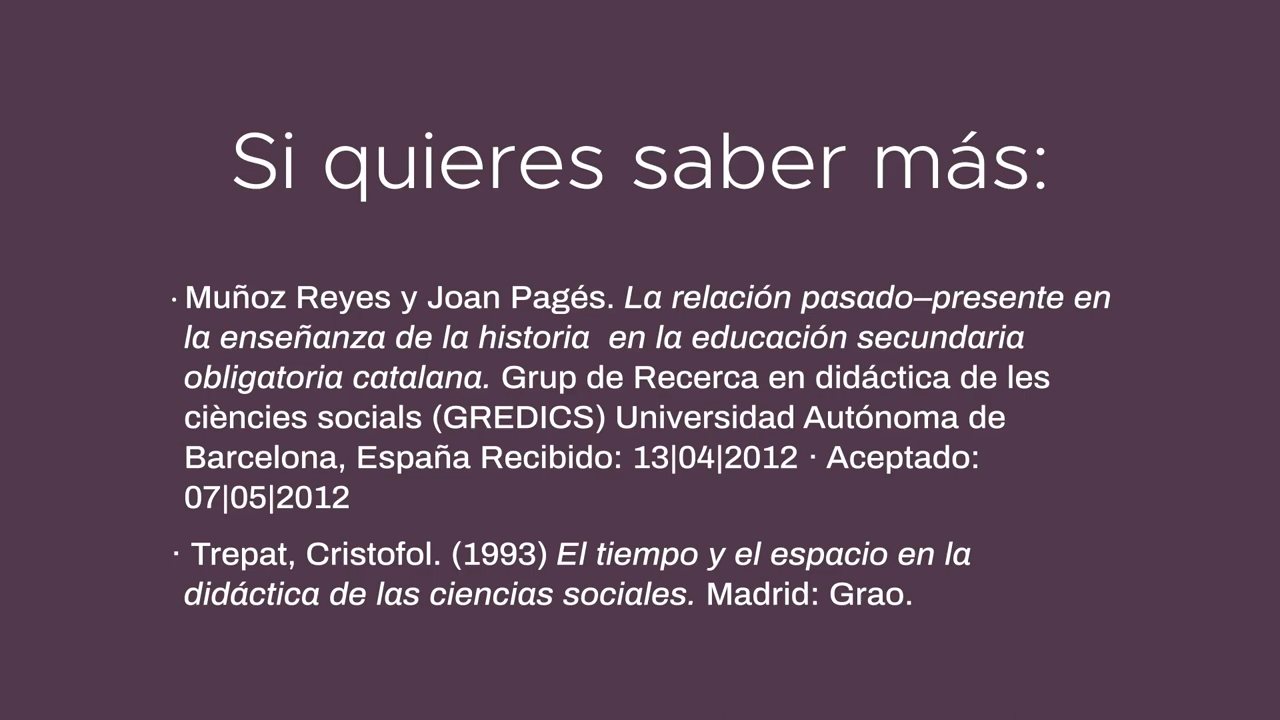 Si quieres saber más:
· Muñoz Reyes y Joan Pagés. La relación pasado–presente en
la enseñanza de la historia  en la educación secundaria
obligatoria catalana. Grup de Recerca en didáctica de les
ciències socials (GREDICS) Universidad Autónoma de
Barcelona, España Recibido: 13|04|2012 · Aceptado:
07|05|2012
· Trepat, Cristofol. (1993) El tiempo y el espacio en la
didáctica de las ciencias sociales. Madrid: Grao.